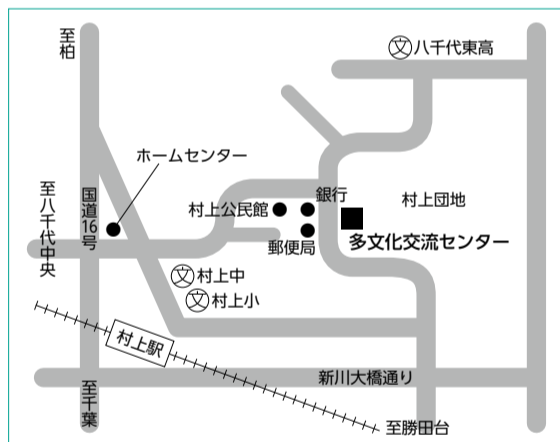 至柏
文八千代東高
ホームセンター
至八千代中央
国道16号
村上公民館
銀行
村上団地
郵便局
多文化交流センター
文村上中
文村上小
村上駅
新川大橋通り
至千葉
至勝田台